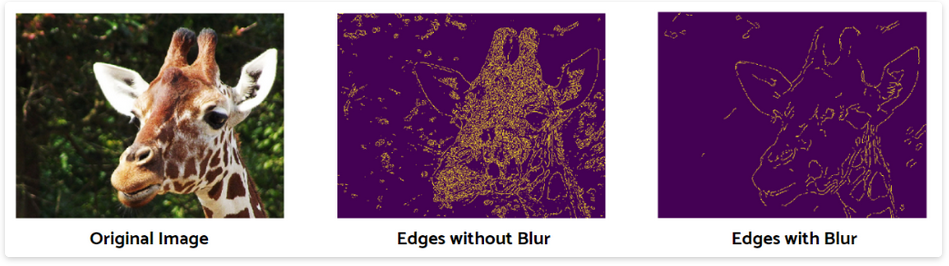 Original Image
Edges without Blur
Edges with Blur